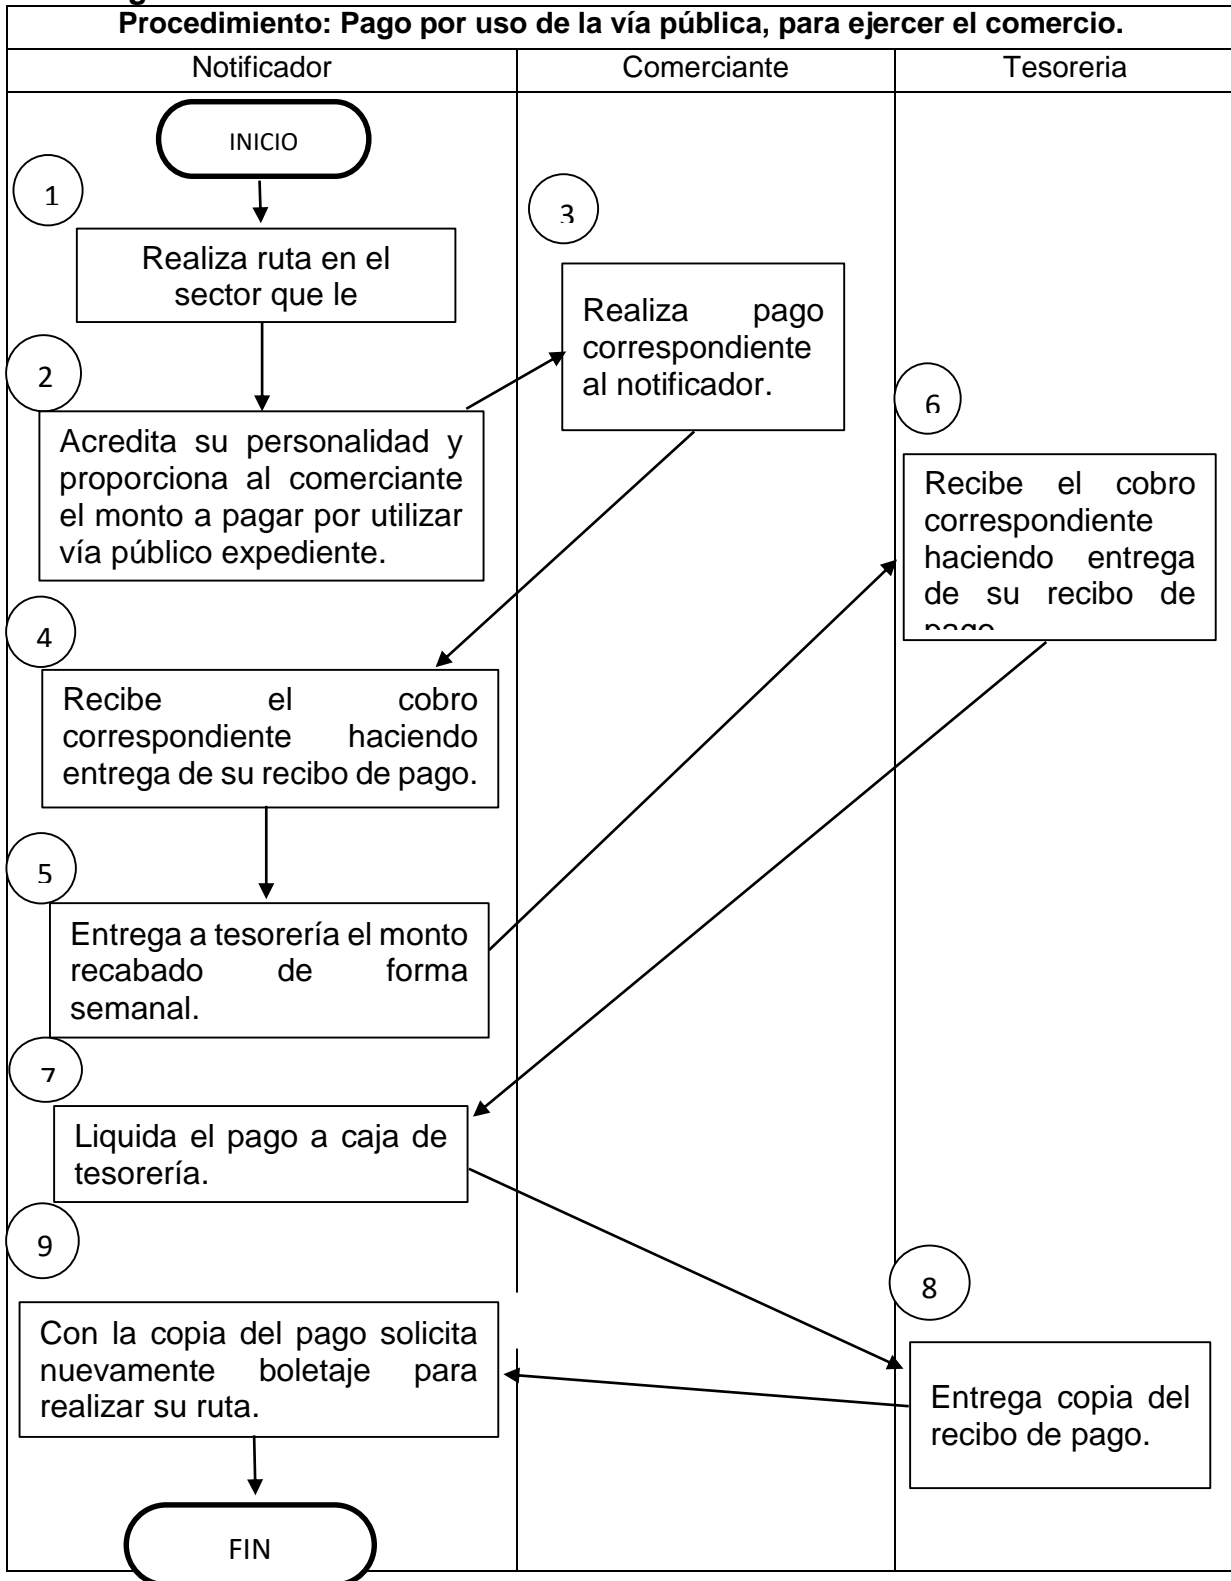 Procedimiento: Pago por uso de la vía pública, para ejercer el comercio.
Notificador
Comerciante
Tesoreria
INICIO
1
Realiza ruta en el
sector que le
2
Acredita su personalidad y
proporciona al comerciante
el monto a pagar por utilizar
vía público expediente.
3
Realiza pago
correspondiente
al notificador.
4
Recibe el cobro
correspondiente haciendo
entrega de su recibo de pago.
5
Entrega a tesorería el monto
recabado de forma
semanal.
6
Recibe el cobro
correspondiente
haciendo entrega
de su recibo de
pago
7
Liquida el pago a caja de
tesorería.
8
Entrega copia del
recibo de pago.
9
Con la copia del pago solicita
nuevamente boletaje para
realizar su ruta.
FIN